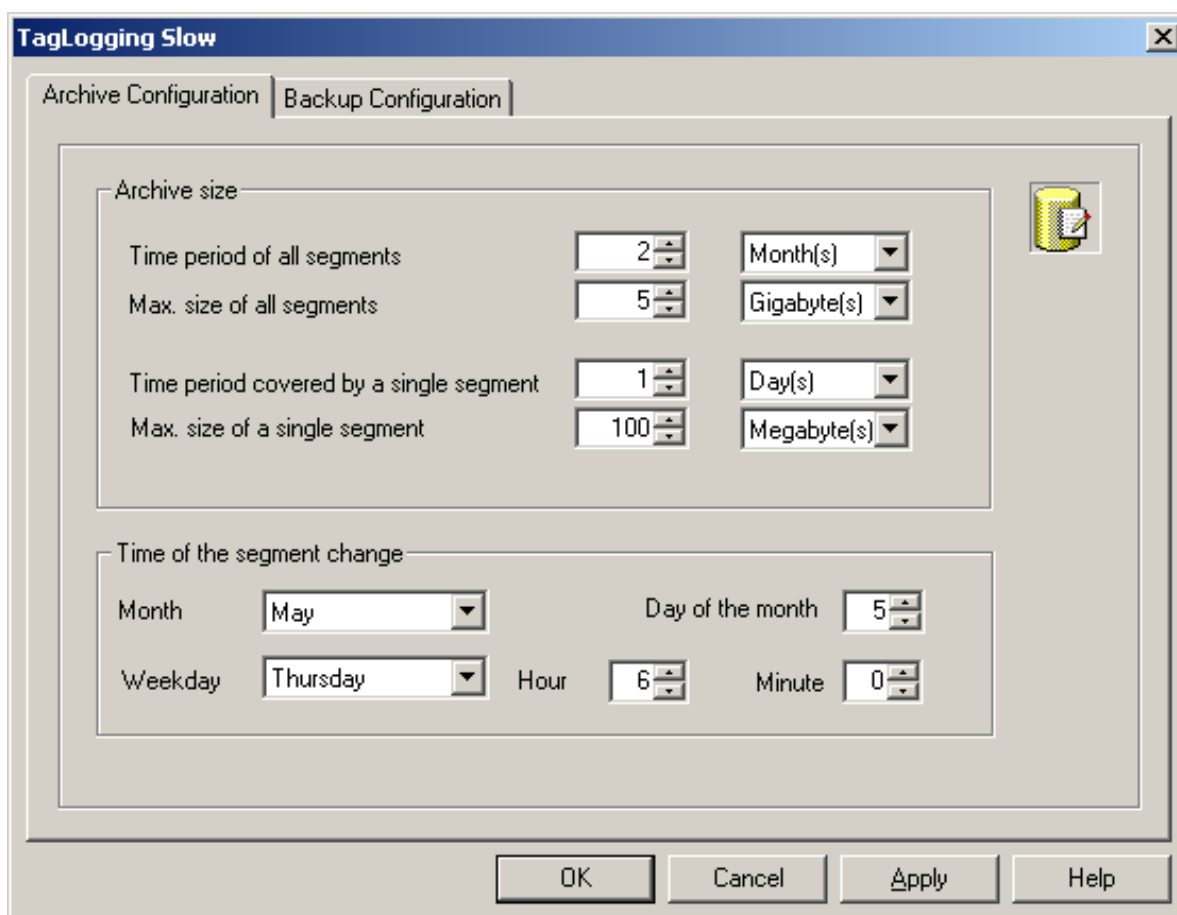 TagLogging Slow
Archive Configuration Backup Configuration
Archive size
Time period of all segments 2 Month(s)
Max. size of all segments 5 Gigabyte(s)
Time period covered by a single segment 1 Day(s)
Max. size of a single segment 100 Megabyte(s)
Time of the segment change
Month May Day of the month 5
Weekday Thursday Hour 6 Minute 0
OK Cancel Apply Help